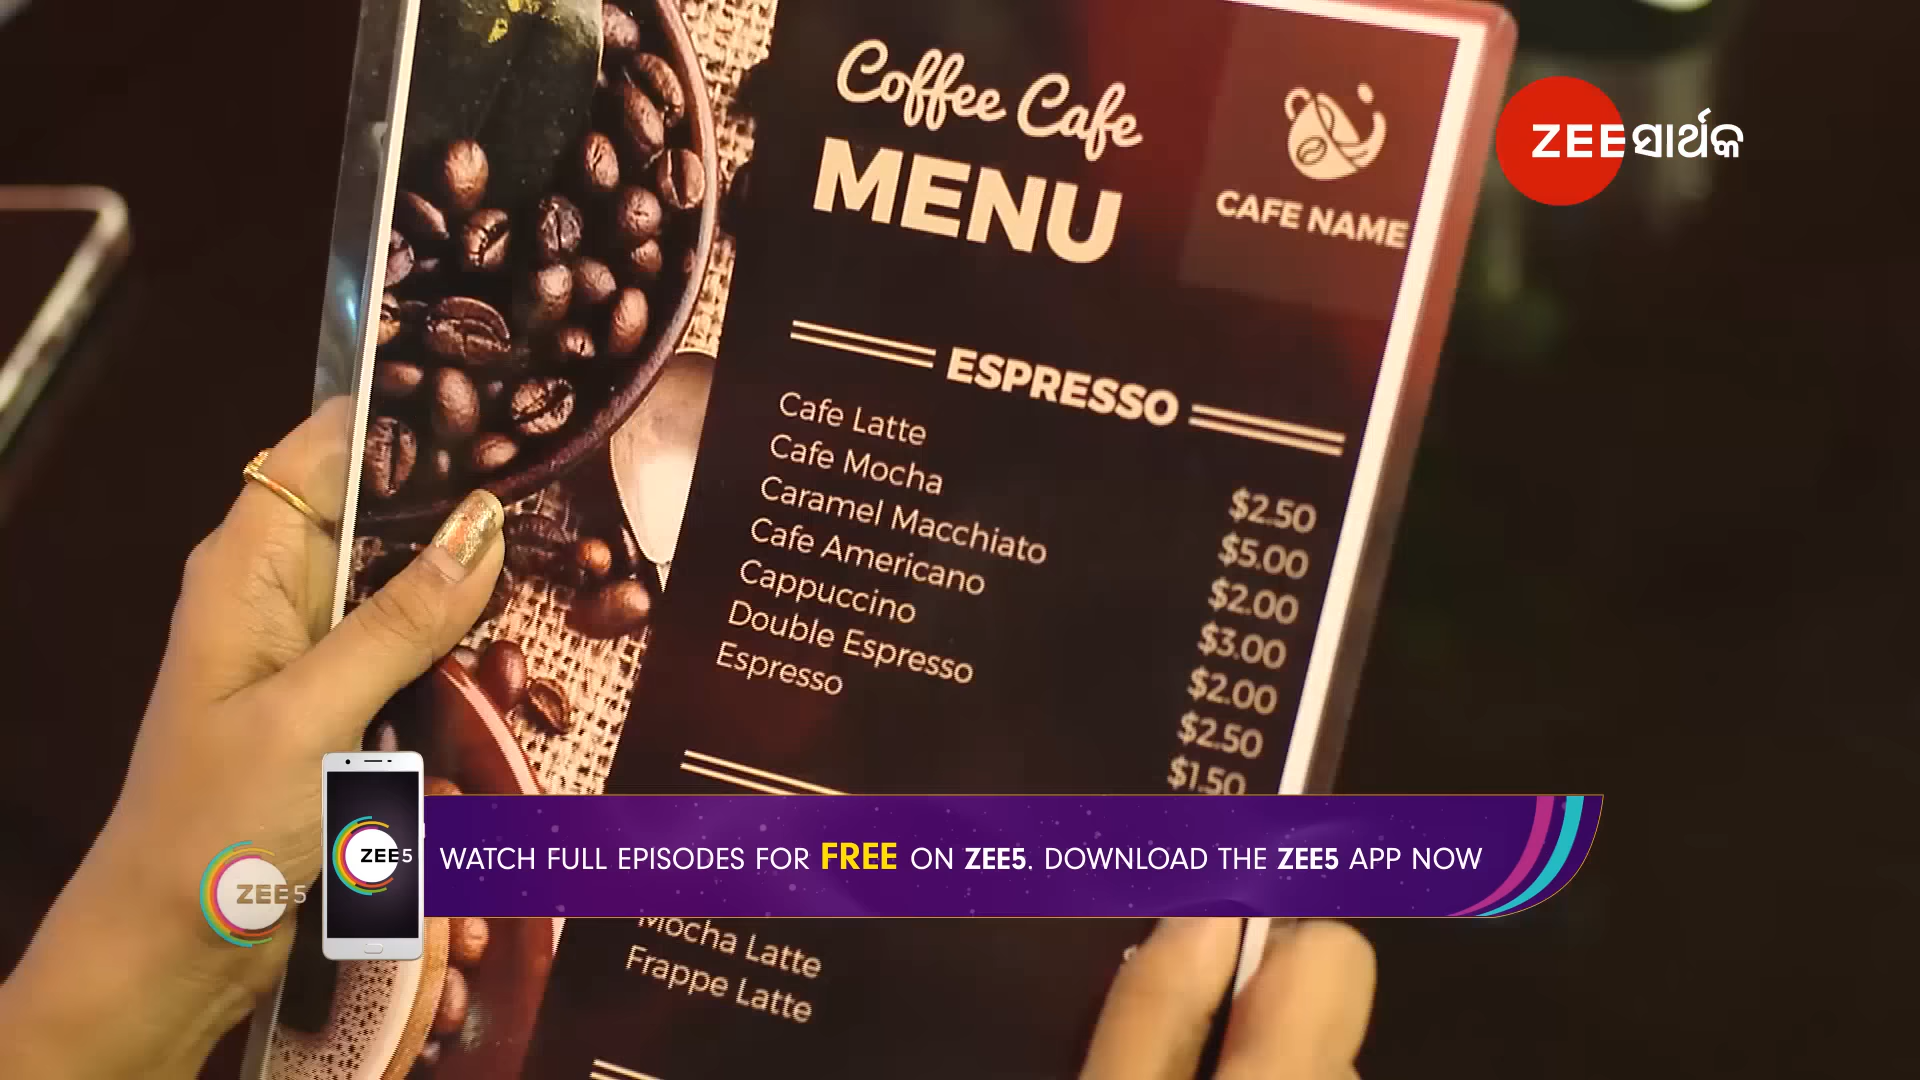 Coffee Cafe
MENU
CAFE NAME
ZEEସାର୍ଥକ
ESPRESSO
Cafe Latte $2.50
Cafe Mocha $5.00
Caramel Macchiato $2.00
Cafe Americano $3.00
Cappuccino $2.00
Double Espresso $2.50
Espresso $1.50
ZEE5
ZEE5
WATCH FULL EPISODES FOR FREE ON ZEE5. DOWNLOAD THE ZEE5 APP NOW
Mocha Latte
Frappe Latte